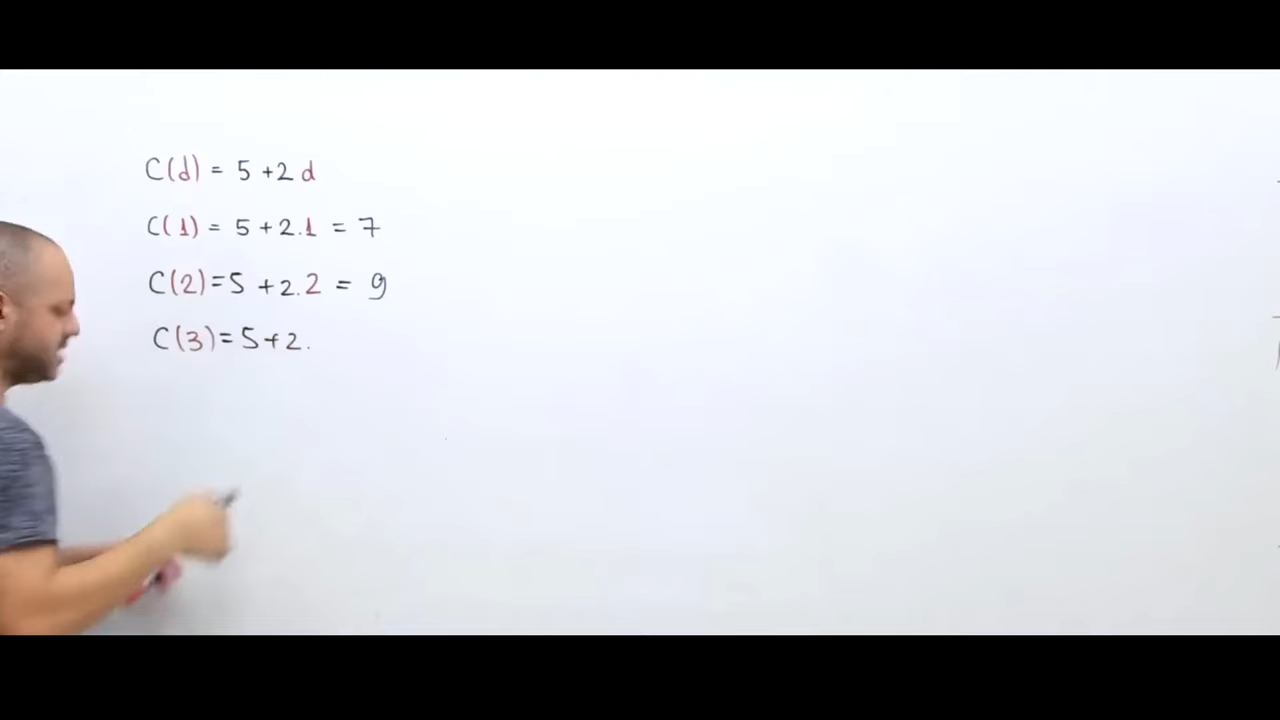 C(d) = 5 + 2 d
C(1) = 5 + 2.1 = 7
C(2) = 5 + 2.2 = 9
C(3) = 5 + 2.